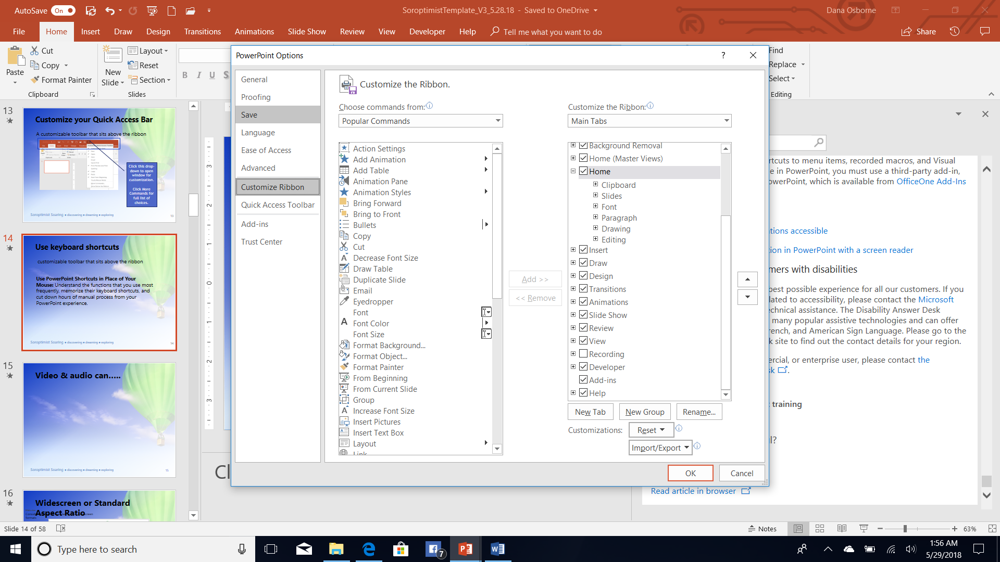 AutoSave On
SoroptimistTemplate_V3_5.28.18 - Saved to OneDrive
Dana Osborne
File Home Insert Draw Design Transitions Animations Slide Show Review View Developer Help Tell me what you want to do
Share
Paste
Cut
Copy
Format Painter
Clipboard
New
Slide
Layout
Reset
Section
Slides
B I U S
Find
Replace
Select
Editing
13
Customize your Quick Access Bar
A customizable toolbar that sits above the ribbon
Click this drop-
down to open
window for
customization.
Click More
Commands for
full list of
choices.
Soroptimist Soaring • discovering • dreaming • exploring
13
14
Use keyboard shortcuts
customizable toolbar that sits above the ribbon
Use PowerPoint Shortcuts in Place of Your
Mouse: Understand the functions that you use most
frequently, memorize their keyboard shortcuts, and
cut down hours of manual process from your
PowerPoint experience.
Soroptimist Soaring • discovering • dreaming • exploring
14
15
Video & audio can.....
Soroptimist Soaring • discovering • dreaming • exploring
15
16
Widescreen or Standard
Aspect Ratio
3
2
1
0
1
2
3
Cl
PowerPoint Options
?
General
Proofing
Save
Language
Ease of Access
Advanced
Customize Ribbon
Quick Access Toolbar
Add-ins
Trust Center
Customize the Ribbon.
Choose commands from:
Popular Commands
Action Settings
Add Animation
Add Table
Animation Pane
Animation Styles
Bring Forward
Bring to Front
Bullets
Copy
Cut
Decrease Font Size
Draw Table
Duplicate Slide
Email
Eyedropper
Font
Font Color
Font Size
Format Background...
Format Object...
Format Painter
From Beginning
From Current Slide
Group
Increase Font Size
Insert Pictures
Insert Text Box
Layout
Link
Add >>
<< Remove
Customize the Ribbon:
Main Tabs
Background Removal
Home (Master Views)
Home
Clipboard
Slides
Font
Paragraph
Drawing
Editing
Insert
Draw
Design
Transitions
Animations
Slide Show
Review
View
Recording
Developer
Add-ins
Help
New Tab New Group Rename...
Customizations: Reset
Import/Export
OK Cancel
rtcuts to menu items, recorded macros, and Visual
e in PowerPoint, you must use a third-party add-in,
owerPoint, which is available from OfficeOne Add-Ins
tions accessible
tion in PowerPoint with a screen reader
mers with disabilities
best possible experience for all our customers. If you
lated to accessibility, please contact the Microsoft
echnical assistance. The Disability Answer Desk
many popular assistive technologies and can offer
rench, and American Sign Language. Please go to the
k site to find out the contact details for your region.
ercial, or enterprise user, please contact the
sk.
training
l?
Read article in browser
Slide 14 of 58
Notes
63%
Type here to search
7
1:56 AM
5/29/2018